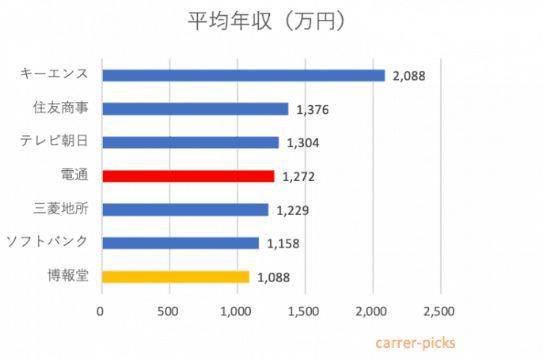 平均年収（万円）
キーエンス 2,088
住友商事 1,376
テレビ朝日 1,304
電通 1,272
三菱地所 1,229
ソフトバンク 1,158
博報堂 1,088
0 500 1,000 1,500 2,000 2,500
carrer-picks